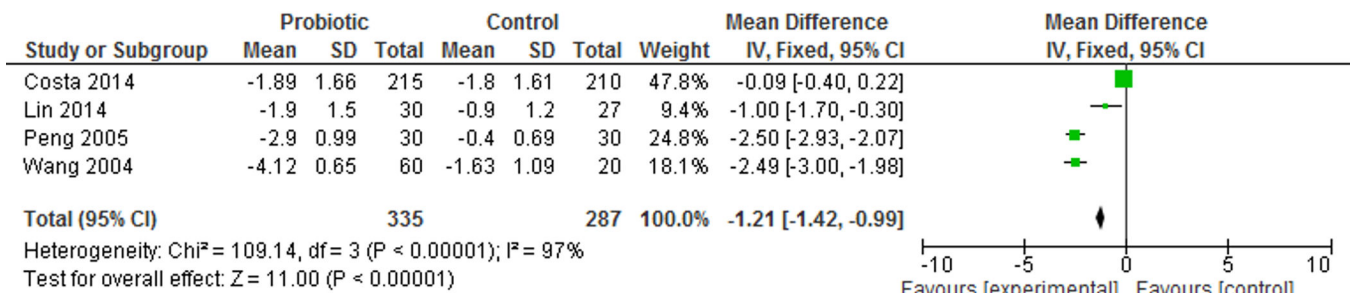 Probiotic Control Mean Difference Mean Difference
Study or Subgroup Mean SD Total Mean SD Total Weight IV, Fixed, 95% CI IV, Fixed, 95% CI
Costa 2014 -1.89 1.66 215 -1.8 1.61 210 47.8% -0.09 [-0.40, 0.22]
Lin 2014 -1.9 1.5 30 -0.9 1.2 27 9.4% -1.00 [-1.70, -0.30]
Peng 2005 -2.9 0.99 30 -0.4 0.69 30 24.8% -2.50 [-2.93, -2.07]
Wang 2004 -4.12 0.65 60 -1.63 1.09 20 18.1% -2.49 [-3.00, -1.98]
Total (95% CI) 335 287 100.0% -1.21 [-1.42, -0.99]
Heterogeneity: Chi² = 109.14, df = 3 (P < 0.00001); I² = 97%
Test for overall effect: Z = 11.00 (P < 0.00001)
-10 -5 0 5 10
Favours [experimental] Favours [control]